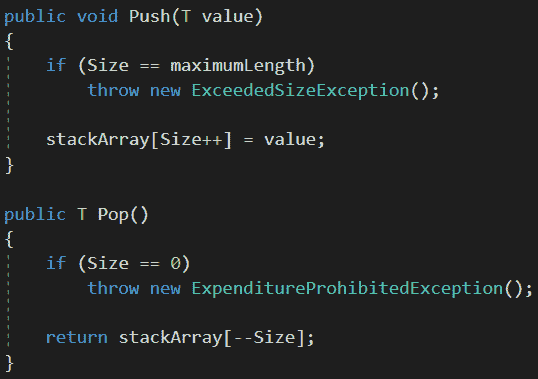 public void Push(T value)
{
    if (Size == maximumLength)
        throw new ExceededSizeException();
    stackArray[Size++] = value;
}
public T Pop()
{
    if (Size == 0)
        throw new ExpenditureProhibitedException();
    return stackArray[--Size];
}